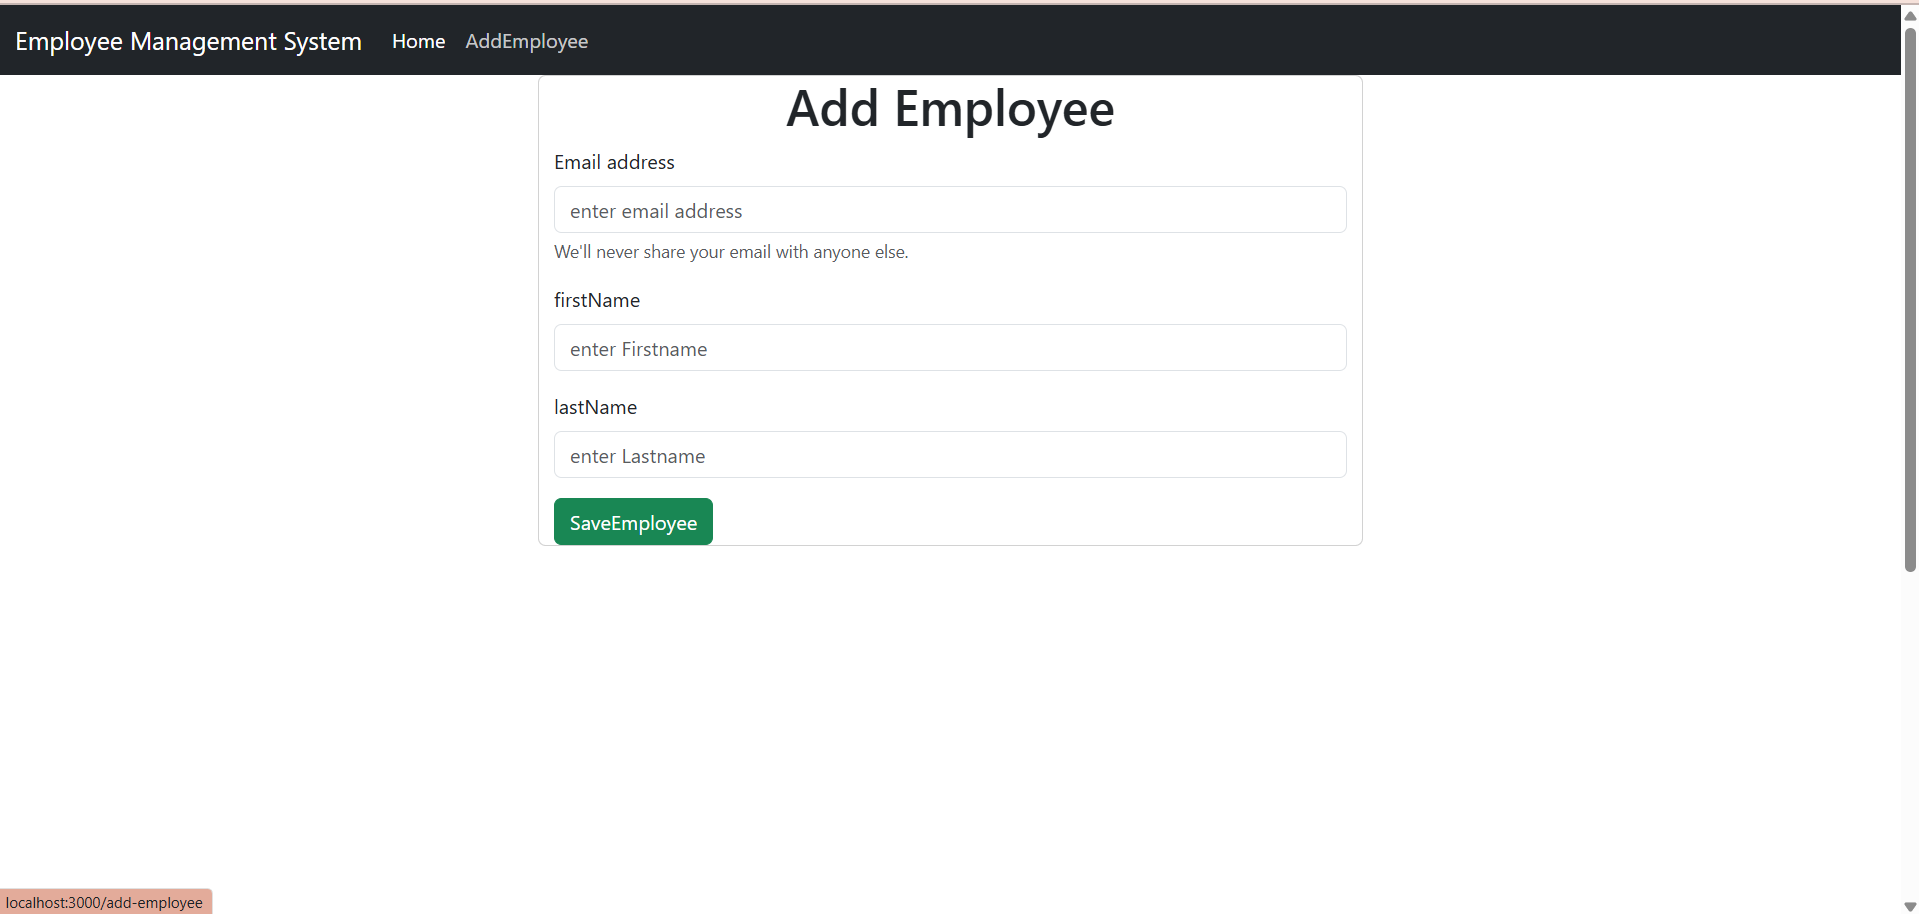 Employee Management System Home AddEmployee
Add Employee
Email address
enter email address
We'll never share your email with anyone else.
firstName
enter Firstname
lastName
enter Lastname
SaveEmployee
localhost:3000/add-employee